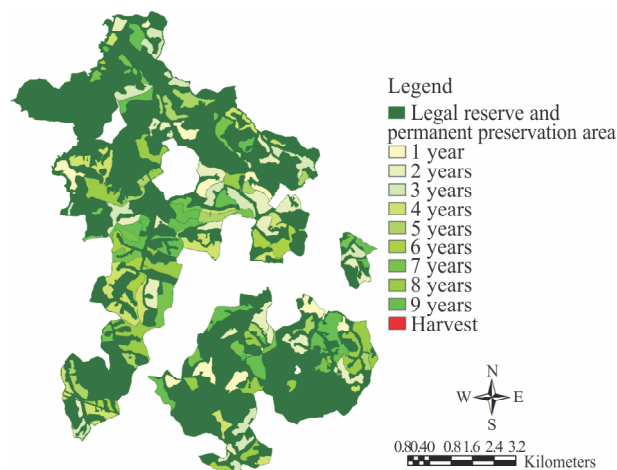 Legend
Legal reserve and
permanent preservation area
1 year
2 years
3 years
4 years
5 years
6 years
7 years
8 years
9 years
Harvest
N
W E
S
0.80.40 0.8 1.6 2.4 3.2
Kilometers